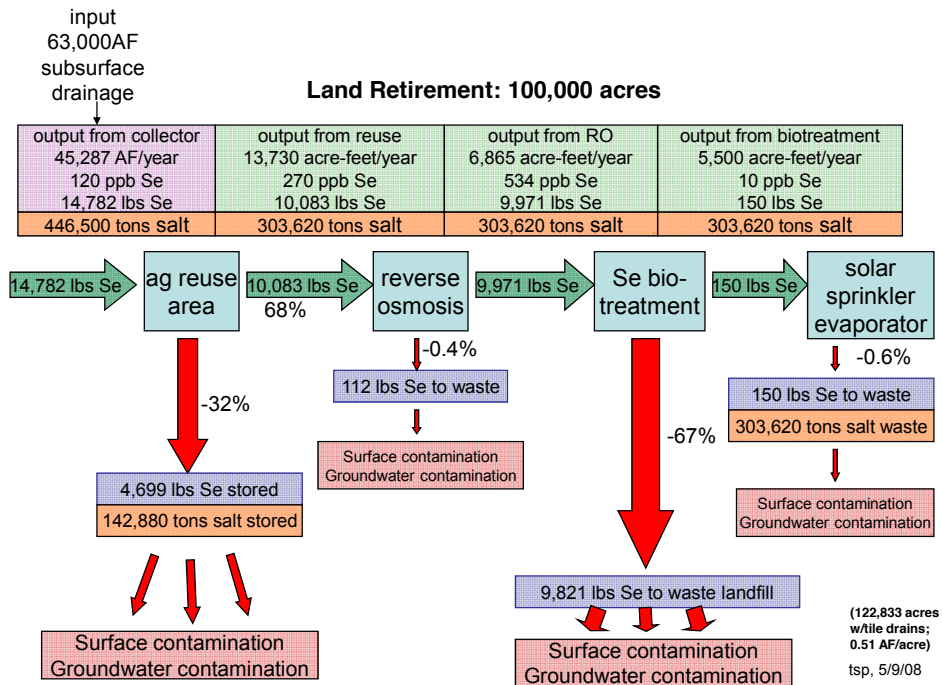 input
63,000AF
subsurface
drainage
Land Retirement: 100,000 acres
output from collector
45,287 AF/year
120 ppb Se
14,782 lbs Se
446,500 tons salt
output from reuse
13,730 acre-feet/year
270 ppb Se
10,083 lbs Se
303,620 tons salt
output from RO
6,865 acre-feet/year
534 ppb Se
9,971 lbs Se
303,620 tons salt
output from biotreatment
5,500 acre-feet/year
10 ppb Se
150 lbs Se
303,620 tons salt
14,782 lbs Se
ag reuse
area
10,083 lbs Se
68%
reverse
osmosis
9,971 lbs Se
Se bio-
treatment
150 lbs Se
solar
sprinkler
evaporator
-32%
4,699 lbs Se stored
142,880 tons salt stored
Surface contamination
Groundwater contamination
-0.4%
112 lbs Se to waste
Surface contamination
Groundwater contamination
-67%
9,821 lbs Se to waste landfill
Surface contamination
Groundwater contamination
-0.6%
150 lbs Se to waste
303,620 tons salt waste
Surface contamination
Groundwater contamination
(122,833 acres
w/tile drains;
0.51 AF/acre)
tsp, 5/9/08